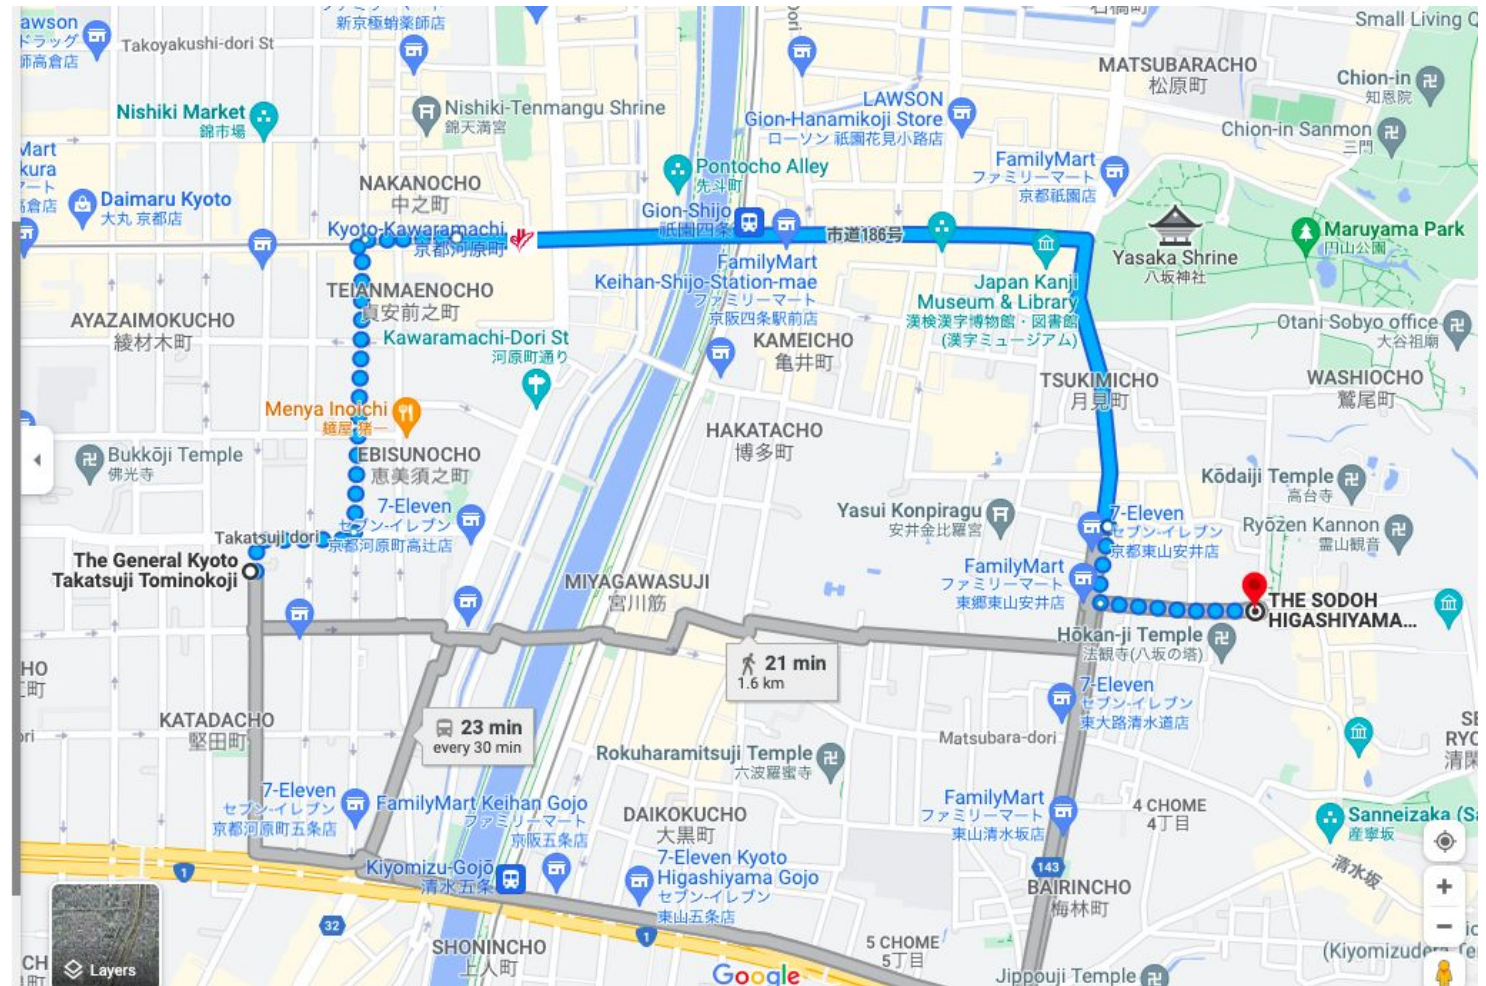 awson
ドラッグ
師高倉店
Takoyakushi-dori St
新京極蛸薬師店
石橋町
Small Living
MATSUBARACHO
松原町
Chion-in
知恩院
Nishiki Market
錦市場
Nishiki-Tenmangu Shrine
錦天満宮
LAWSON
Gion-Hanamikoji Store
ローソン 祇園花見小路店
Chion-in Sanmon
三門
Mart
kura
高倉店
Daimaru Kyoto
大丸 京都店
NAKANOCHO
中之町
Pontocho Alley
先斗町
FamilyMart
ファミリーマート
京都祇園店
Gion-Shijo
祇園四条
Kyoto-Kawaramachi
京都河原町
市道186号
Yasaka Shrine
八坂神社
Maruyama Park
円山公園
FamilyMart
Keihan-Shijo-Station-mae
ファミリーマート
京阪四条駅前店
Japan Kanji
Museum & Library
漢検漢字博物館・図書館
(漢字ミュージアム)
TEIANMAENOCHO
貞安前之町
AYAZAIMOKUCHO
綾材木町
Kawaramachi-Dori St
河原町通り
KAMEICHO
亀井町
Otani Sobyo office
大谷祖廟
TSUKIMICHO
月見町
WASHIOCHO
鷲尾町
Menya Inoichi
麺屋 猪一
HAKATACHO
博多町
Bukkōji Temple
佛光寺
EBISUNOCHO
恵美須之町
Kōdaiji Temple
高台寺
7-Eleven
セブン-イレブン
京都河原町高辻店
Takatsuji-dori
Yasui Konpiragu
安井金比羅宮
7-Eleven
セブン-イレブン
京都東山安井店
Ryōzen Kannon
霊山観音
The General Kyoto
Takatsuji Tominokoji
MIYAGAWASUJI
宮川筋
FamilyMart
ファミリーマート
東郷東山安井店
THE SODOH
HIGASHIYAMA...
Hōkan-ji Temple
法観寺(八坂の塔)
21 min
1.6 km
HO
7-Eleven
セブン-イレブン
東大路清水道店
KATADACHO
堅田町
23 min
every 30 min
Matsubara-dori
Rokuharamitsuji Temple
六波羅蜜寺
SE
RYO
清閑
7-Eleven
セブン-イレブン
京都河原町五条店
FamilyMart Keihan Gojo
ファミリーマート
京阪五条店
DAIKOKUCHO
大黒町
FamilyMart
ファミリーマート
東山清水坂店
4 CHOME
4丁目
Sanneizaka (Sa
産寧坂
Kiyomizu-Gojō
清水五条
7-Eleven Kyoto
Higashiyama Gojo
セブン-イレブン
東山五条店
清水坂
1
143
BAIRINCHO
梅林町
32
1
SHONINCHO
上人町
5 CHOME
5丁目
(Kiyomizudera Te
CH
Layers
Google
Jippouji Temple